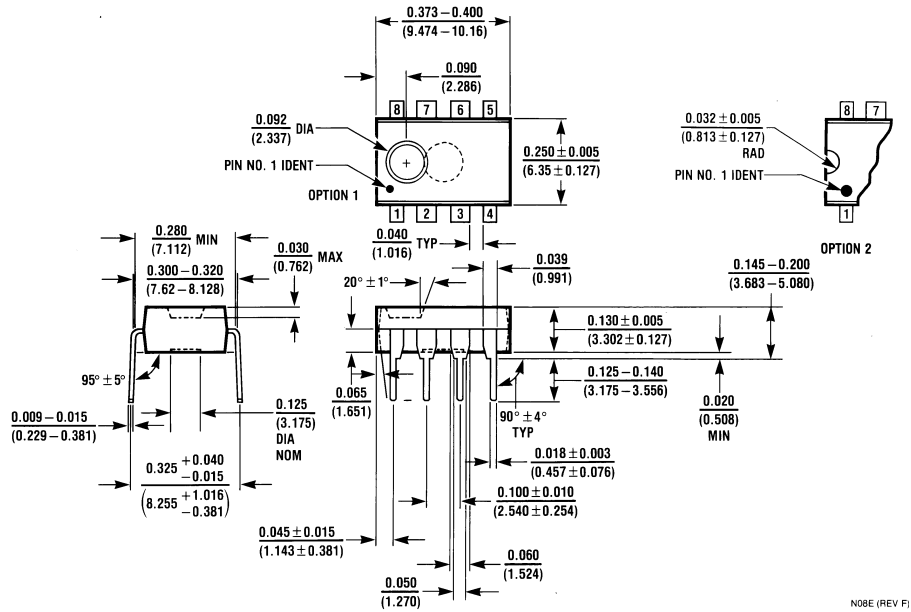 0.373-0.400
(9.474 - 10.16)
0.090
(2.286)
8 7 6 5
0.092
(2.337)
DIA
PIN NO. 1 IDENT
OPTION 1
1 2 3 4
0.250 ± 0.005
(6.35 ± 0.127)
0.032 ± 0.005
(0.813 ± 0.127)
RAD
PIN NO. 1 IDENT
8 7
1
OPTION 2
0.280
(7.112)
MIN
0.300 – 0.320
(7.62 – 8.128)
0.030
(0.762)
MAX
0.040
(1.016)
TYP
20° ± 1°
0.039
(0.991)
0.145 – 0.200
(3.683 – 5.080)
0.130 ± 0.005
(3.302 ± 0.127)
0.125 – 0.140
(3.175 – 3.556)
0.020
(0.508)
MIN
95° ± 5°
0.009 – 0.015
(0.229 – 0.381)
0.125
(3.175)
DIA
NOM
0.065
(1.651)
90° ± 4°
TYP
0.018 ± 0.003
(0.457 ± 0.076)
0.325 +0.040
-0.015
(8.255 +1.016
-0.381)
0.100 ± 0.010
(2.540 ± 0.254)
0.045 ± 0.015
(1.143 ± 0.381)
0.060
(1.524)
0.050
(1.270)
N08E (REV F)